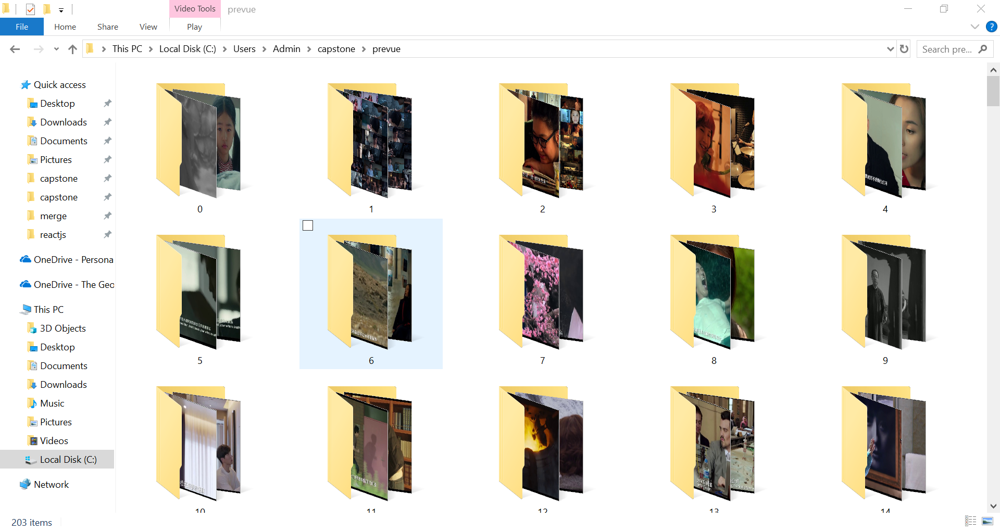 Video Tools
prevue
File
Home
Share
View
Play
This PC
Local Disk (C:)
Users
Admin
capstone
prevue
Search pre...
Quick access
Desktop
Downloads
Documents
Pictures
capstone
capstone
merge
reactjs
OneDrive - Persona
OneDrive - The Geo
This PC
3D Objects
Desktop
Documents
Downloads
Music
Pictures
Videos
Local Disk (C:)
Network
0
1
2
3
4
5
6
7
8
9
10
11
12
13
14
203 items